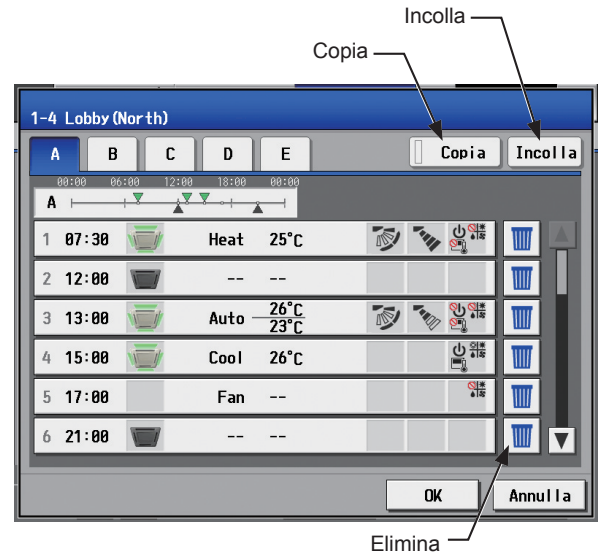 Incolla
Copia
1-4 Lobby(North)
A B C D E Copia Incolla
00:00 06:00 12:00 18:00 00:00
A
1 07:30 Heat 25°C
2 12:00 -- --
3 13:00 Auto 26°C
23°C
4 15:00 Cool 26°C
5 17:00 Fan --
6 21:00 -- --
OK Annulla
Elimina